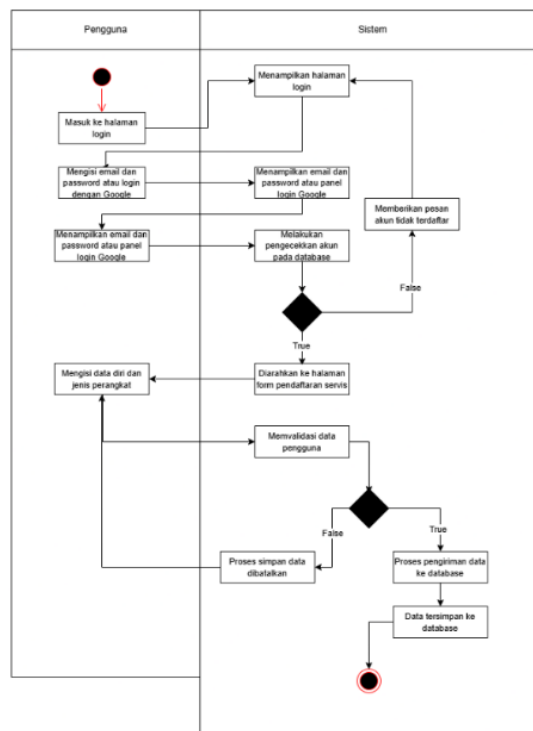 Pengguna
Sistem
Menampilkan halaman
login
Masuk ke halaman
login
Mengisi email dan
password atau login
dengan Google
Menampilkan email dan
password atau panel
login Google
Memberikan pesan
akun tidak terdaftar
Menampilkan email dan
password atau panel
login Google
Melakukan
pengecekkan akun
pada database
False
True
Mengisi data diri dan
jenis perangkat
Diarahkan ke halaman
form pendaftaran servis
Memvalidasi data
pengguna
False
True
Proses simpan data
dibatalkan
Proses pengiriman data
ke database
Data tersimpan ke
database